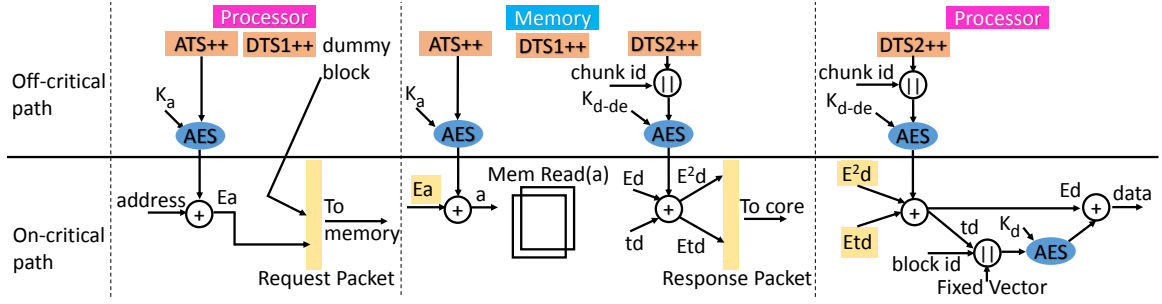 Processor
Memory
Processor
ATS++
DTS1++
dummy
block
ATS++
DTS1++
DTS2++
DTS2++
Off-critical
path
chunk id
||
chunk id
||
Ka
Ka
Kd-de
Kd-de
AES
AES
AES
AES
On-critical
path
address
+
Ea
To
memory
Request Packet
Ea
+
a
Mem Read(a)
Ed
E²d
+
td
Etd
To core
Response Packet
E²d
Etd
+
td
block id
||
Fixed Vector
Kd
AES
Ed
+
data